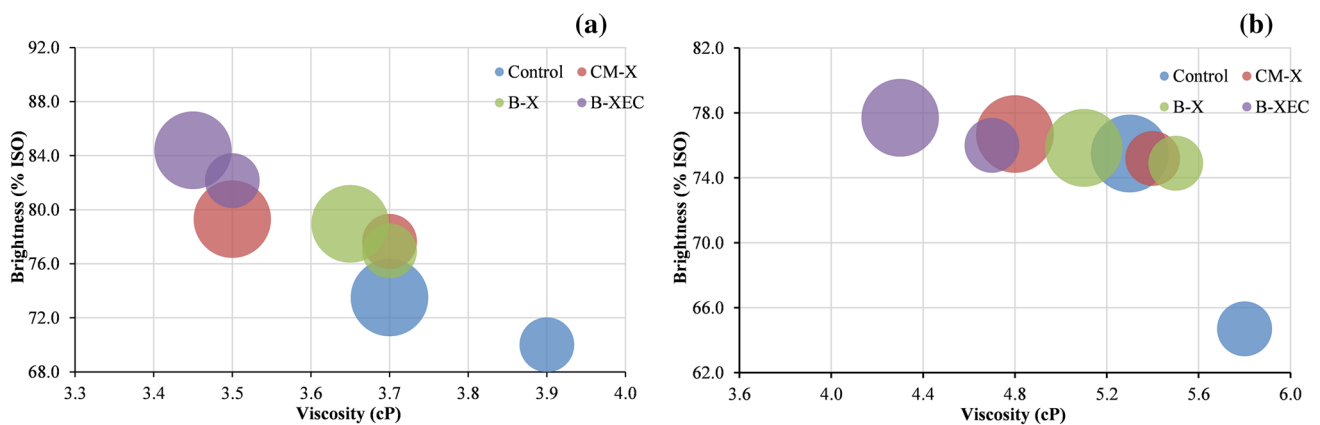 (a)
92.0
88.0
84.0
80.0
76.0
72.0
68.0
Brightness (% ISO)
Control CM-X
B-X B-XEC
3.3 3.4 3.5 3.6 3.7 3.8 3.9 4.0
Viscosity (cP)
(b)
82.0
78.0
74.0
70.0
66.0
62.0
Brightness (% ISO)
Control CM-X
B-X B-XEC
3.6 4.0 4.4 4.8 5.2 5.6 6.0
Viscosity (cP)